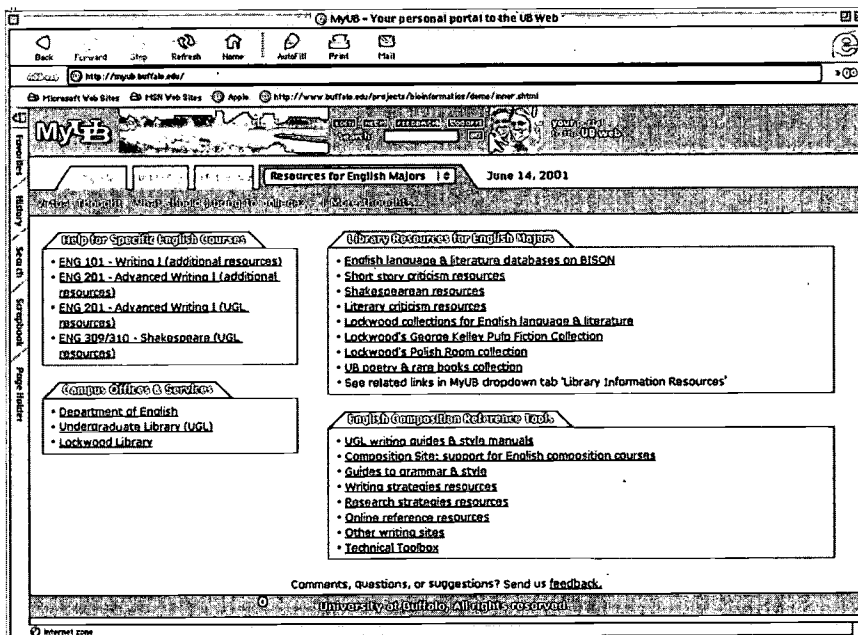 MyUB - Your personal portal to the UB Web
Back Forward Stop Refresh Home AutoFill Print Mail
http://myub.buffalo.edu/
Microsoft Web Sites MSN Web Sites Apple http://www.buffalo.edu/projects/bioinformatics/demo/inner.shtml
MyUB
Favorites
History
Search
Scrapbook
Page Holder
Resources for English Majors
June 14, 2001
Help for Specific English Courses
• ENG 101 - Writing I (additional resources)
• ENG 201 - Advanced Writing I (additional
resources)
• ENG 201 - Advanced Writing I (UGL
resources)
• ENG 309/310 - Shakespeare (UGL
resources)
Campus Offices & Services
• Department of English
• Undergraduate Library (UGL)
• Lockwood Library
Library Resources for English Majors
• English language & literature databases on BISON
• Short story criticism resources
• Shakespearean resources
• Literary criticism resources
• Lockwood collections for English language & literature
• Lockwood's George Kelley Pulp Fiction Collection
• Lockwood's Polish Room collection
• UB poetry & rare books collection
• See related links in MyUB dropdown tab 'Library Information Resources'
English Composition Reference Tools
• UGL writing guides & style manuals
• Composition Site: support for English composition courses
• Guides to grammar & style
• Writing strategies resources
• Research strategies resources
• Online reference resources
• Other writing sites
• Technical Toolbox
Comments, questions, or suggestions? Send us feedback.
University at Buffalo, All rights reserved
Internet zone